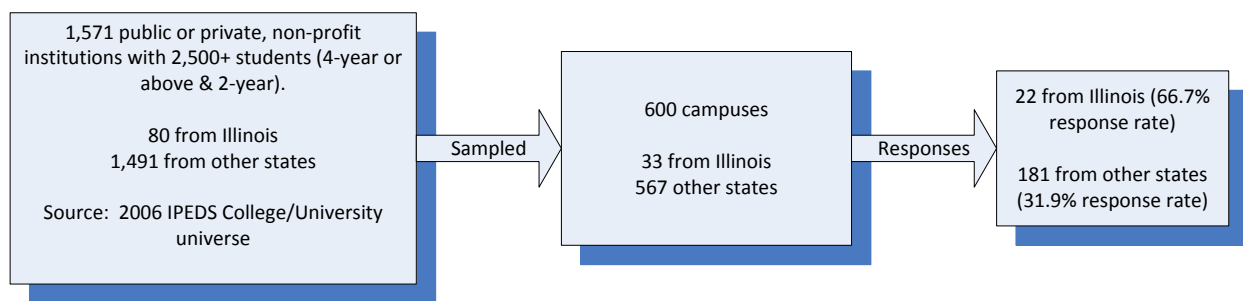 1,571 public or private, non-profit
institutions with 2,500+ students (4-year or
above & 2-year).
80 from Illinois
1,491 from other states
Source:  2006 IPEDS College/University
universe
Sampled
600 campuses
33 from Illinois
567 other states
Responses
22 from Illinois (66.7%
response rate)
181 from other states
(31.9% response rate)